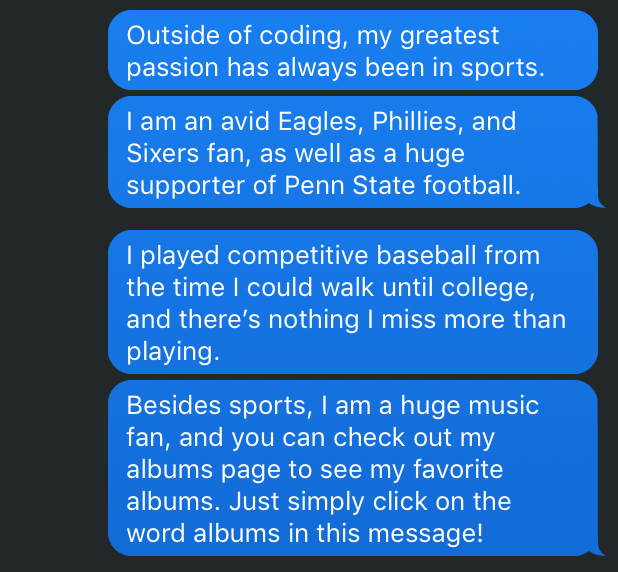 Outside of coding, my greatest
passion has always been in sports.
I am an avid Eagles, Phillies, and
Sixers fan, as well as a huge
supporter of Penn State football.
I played competitive baseball from
the time I could walk until college,
and there’s nothing I miss more than
playing.
Besides sports, I am a huge music
fan, and you can check out my
albums page to see my favorite
albums. Just simply click on the
word albums in this message!